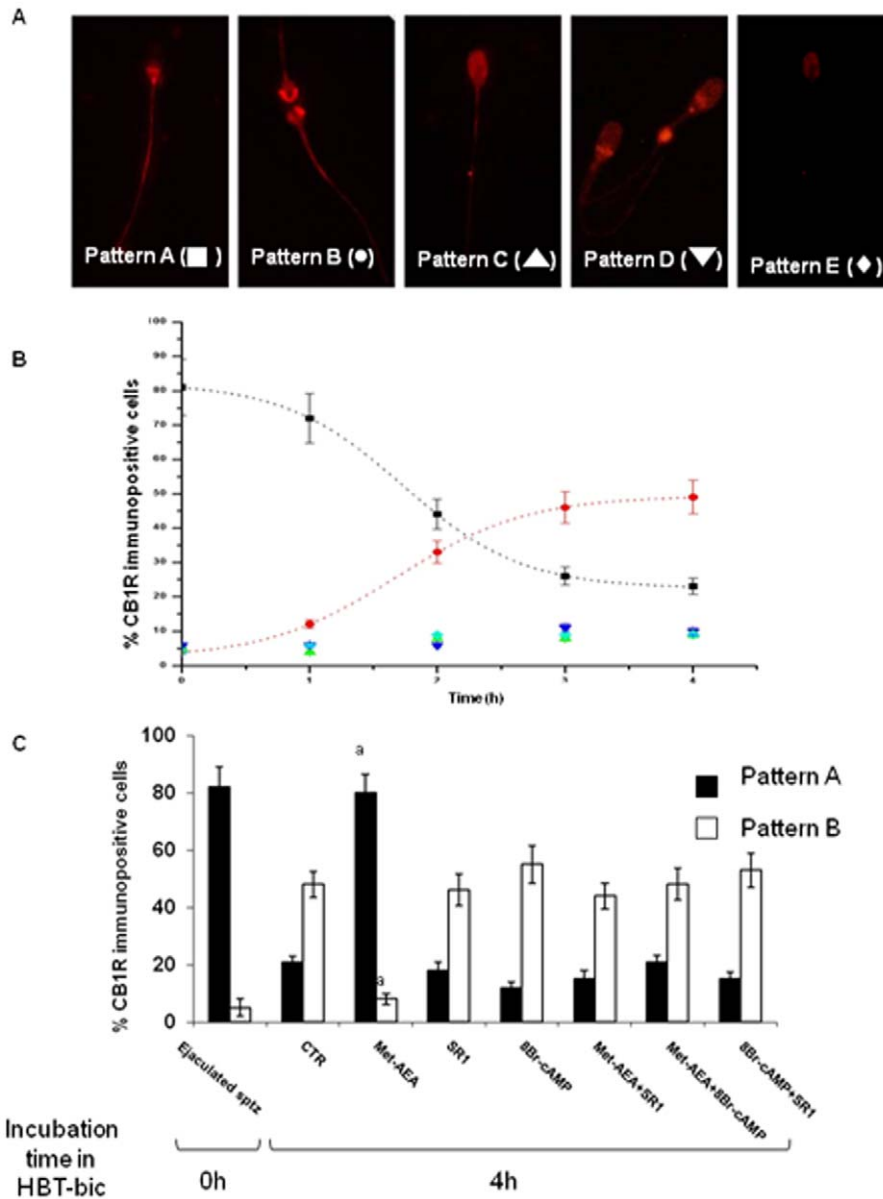 A
Pattern A (■ )
Pattern B (●)
Pattern C (▲)
Pattern D (▼)
Pattern E (♦)
B
% CB1R immunopositive cells
100
90
80
70
60
50
40
30
20
10
0
0 1 2 3 4
Time (h)
C
% CB1R immunopositive cells
100
80
60
40
20
0
a
a
Pattern A
Pattern B
Ejaculated sptz
CTR
Met-AEA
SR1
8Br-cAMP
Met-AEA+SR1
Met-AEA+8Br-cAMP
8Br-cAMP+SR1
Incubation
time in
HBT-bic
0h
4h